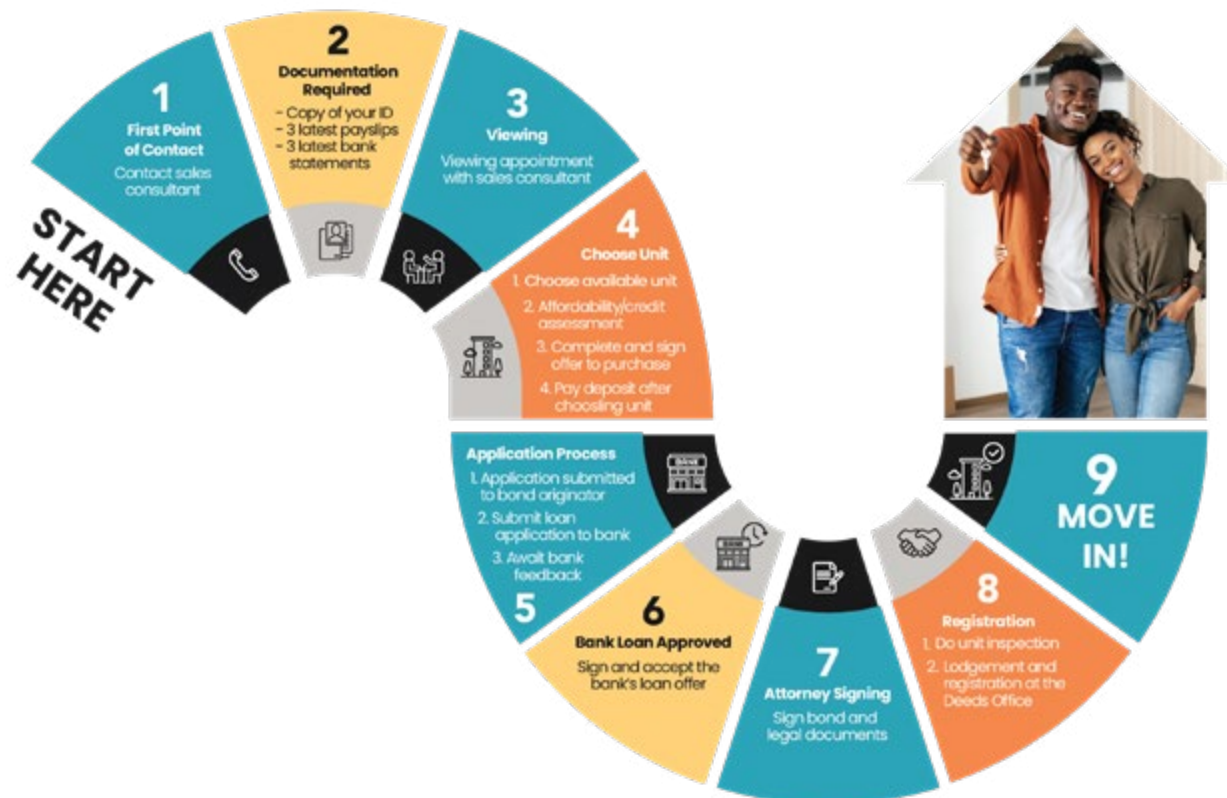 START
HERE
1
First Point
of Contact
Contact sales
consultant
2
Documentation
Required
- Copy of your ID
- 3 latest payslips
- 3 latest bank
statements
3
Viewing
Viewing appointment
with sales consultant
4
Choose Unit
1. Choose available unit
2. Affordability/credit
assessment
3. Complete and sign
offer to purchase
4. Pay deposit after
choosling unit
Application Process
1. Application submitted
to bond originator
2. Submit loan
application to bank
3. Await bank
feedback
5
BANK
6
Bank Loan Approved
Sign and accept the
bank's loan offer
BANK
7
Attorney Signing
Sign bond and
legal documents
8
Registration
1. Do unit inspection
2. Lodgement and
registration at the
Deeds Office
9
MOVE
IN!